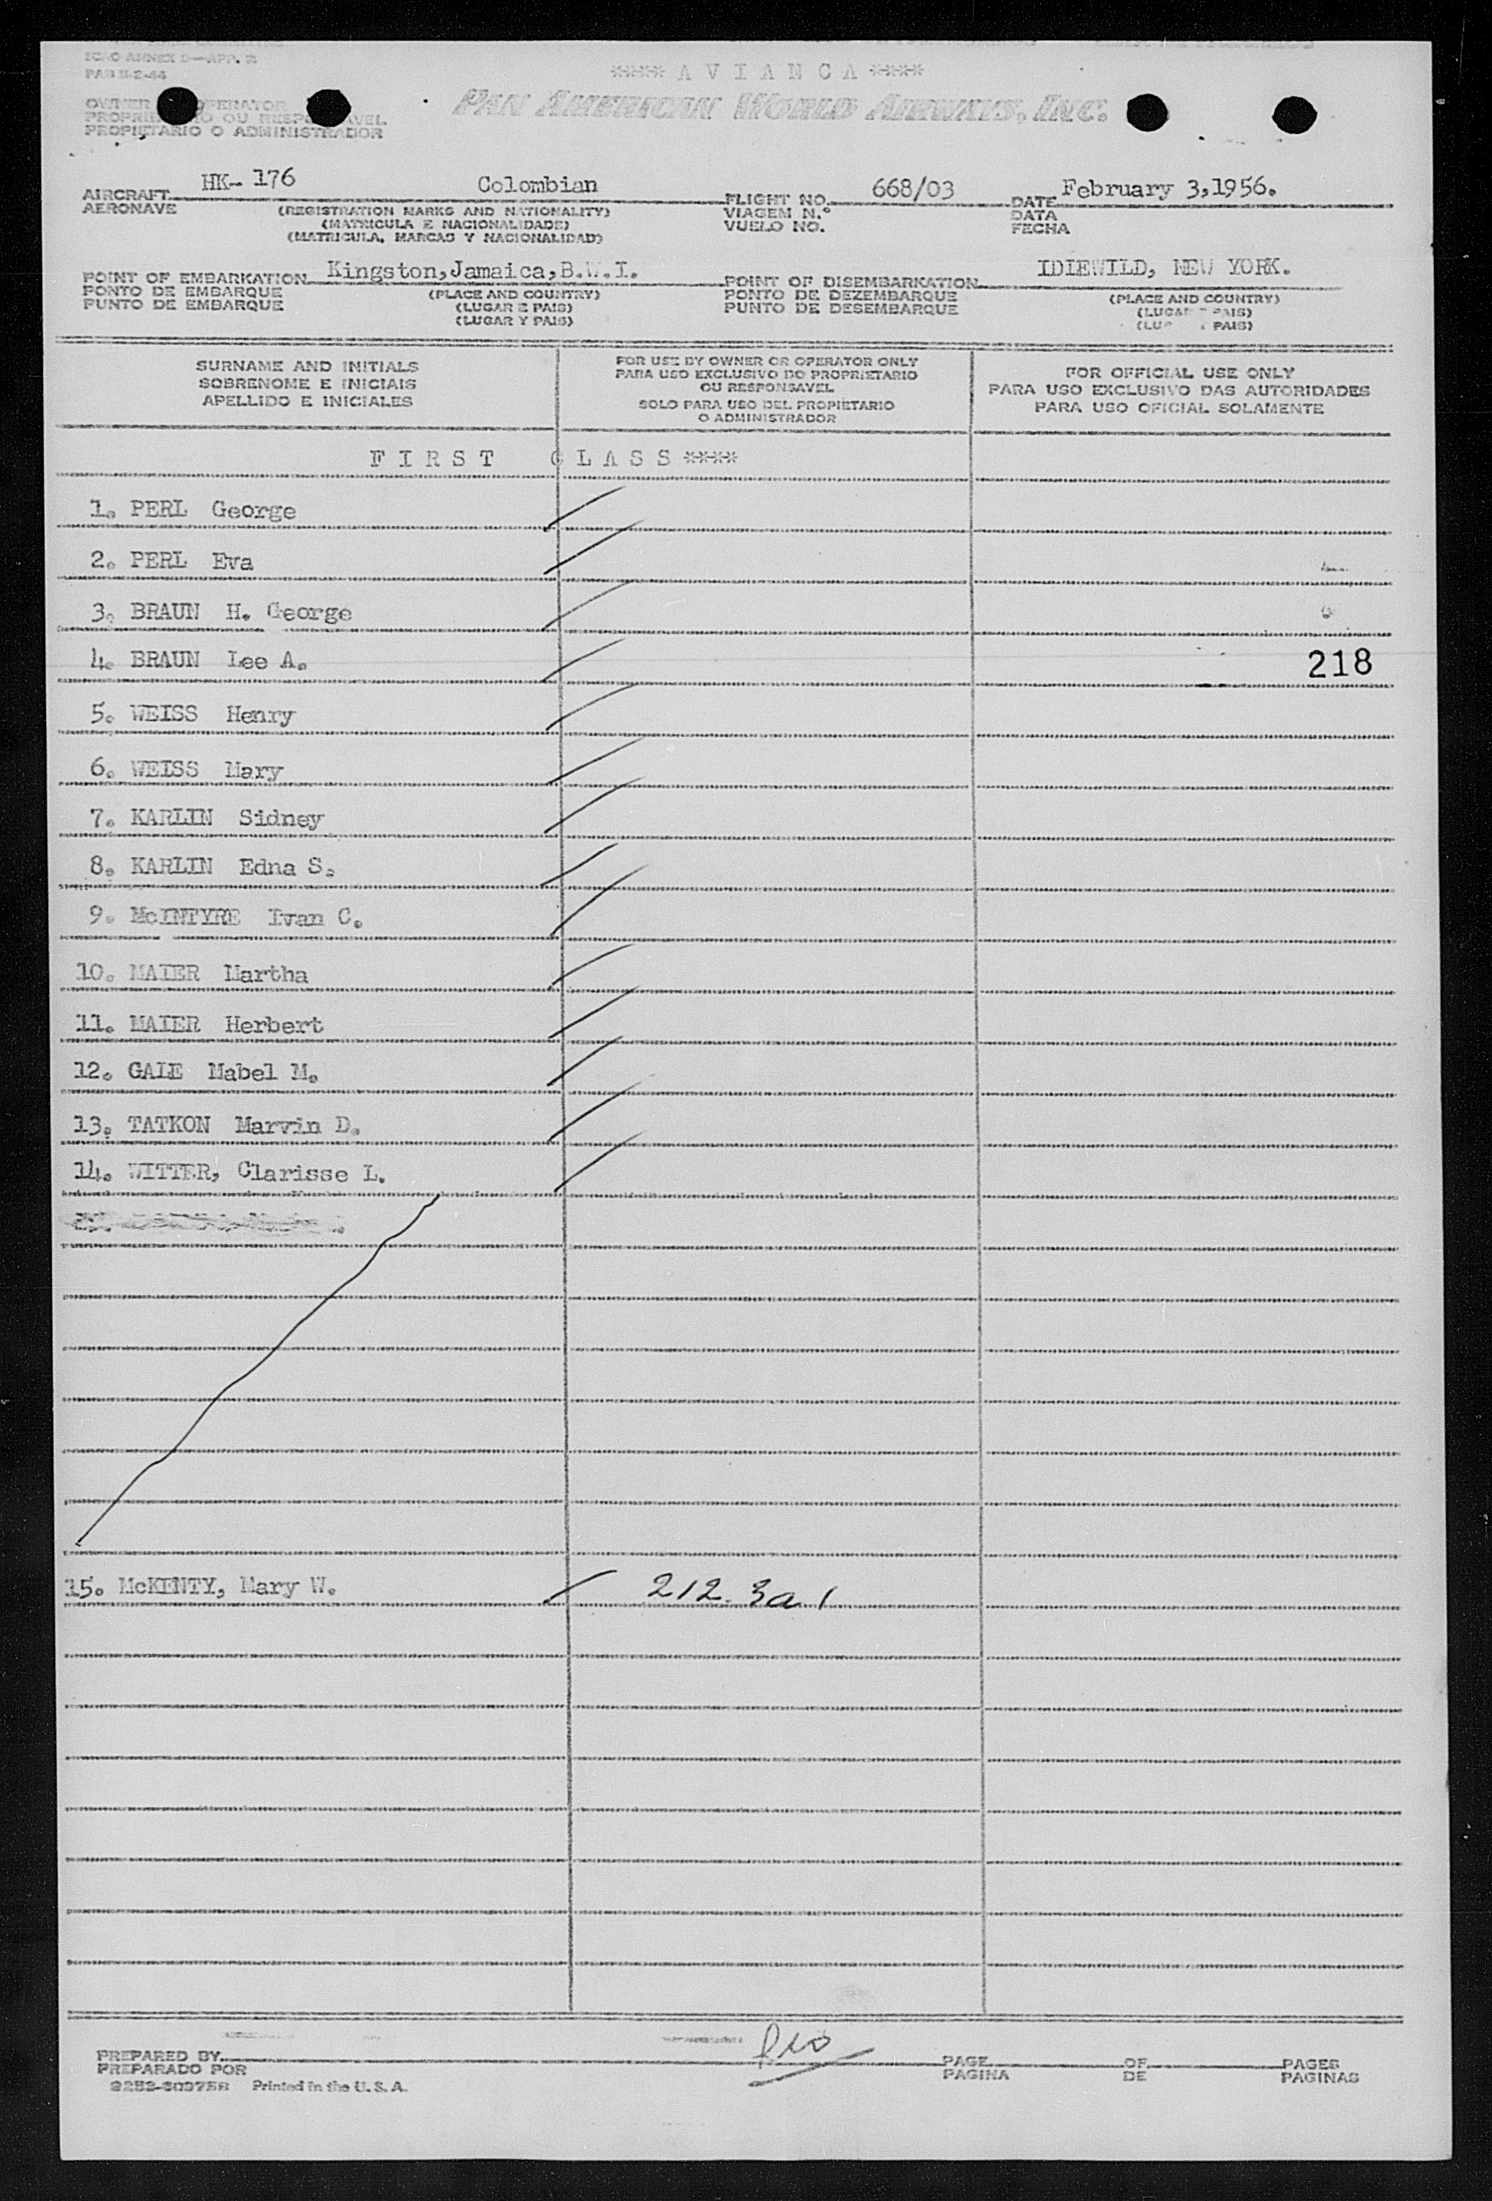 ICAO ANNEX 9—APP. 2
PAB 11-2-44
**** A V I A N C A ****
PAN AMERICAN WORLD AIRWAYS, INC.
OWNER OPERATOR
OU
PROPIETARIO O ADMINISTRADOR
AIRCRAFT HK- 176 Colombian FLIGHT NO. 668/03 DATE February 3,1956.
AERONAVE (REGISTRATION MARKS AND NATIONALITY) VIAGEM N.º DATA
(MATRICULA E NACIONALIDADE) VUELO NO. FECHA
(MATRICULA, MARCAS Y NACIONALIDAD)
POINT OF EMBARKATION Kingston,Jamaica,B.W.I. POINT OF DISEMBARKATION IDLEWILD, NEW YORK.
PONTO DE EMBARQUE (PLACE AND COUNTRY) PONTO DE DEZEMBARQUE (PLACE AND COUNTRY)
PUNTO DE EMBARQUE (LUGAR E PAIS) PUNTO DE DESEMBARQUE
(LUGAR Y PAIS)
SURNAME AND INITIALS
SOBRENOME E INICIAIS
APELLIDO E INICIALES
FOR USE BY OWNER OR OPERATOR ONLY
PARA USO EXCLUSIVO DO PROPRIETARIO
OU RESPONSAVEL
SOLO PARA USO DEL PROPIETARIO
O ADMINISTRADOR
FOR OFFICIAL USE ONLY
PARA USO EXCLUSIVO DAS AUTORIDADES
PARA USO OFICIAL SOLAMENTE
F I R S T C L A S S ****
1. PERL George
2. PERL Eva
3. BRAUN H. George
4. BRAUN Lee A. 218
5. WEISS Henry
6. WEISS Mary
7. KARLIN Sidney
8. KARLIN Edna S.
9. McINTYRE Ivan C.
10. MAIER Martha
11. MAIER Herbert
12. GALE Mabel M.
13. TATKON Marvin D.
14. WITTER, Clarisse L.
15. McKENTY, Mary W. 212.3a1
PREPARED BY PAGE OF PAGES
PREPARADO POR PAGINA DE PAGINAS
Printed in the U. S. A.